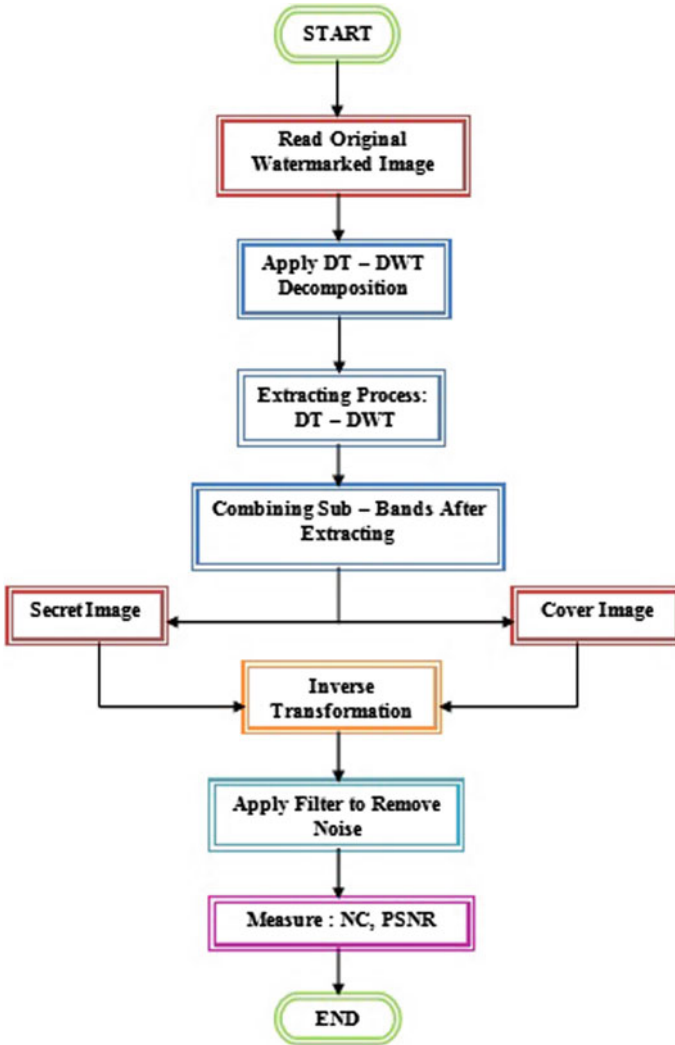 START
Read Original
Watermarked Image
Apply DT – DWT
Decomposition
Extracting Process:
DT – DWT
Combining Sub – Bands After
Extracting
Secret Image
Cover Image
Inverse
Transformation
Apply Filter to Remove
Noise
Measure : NC, PSNR
END